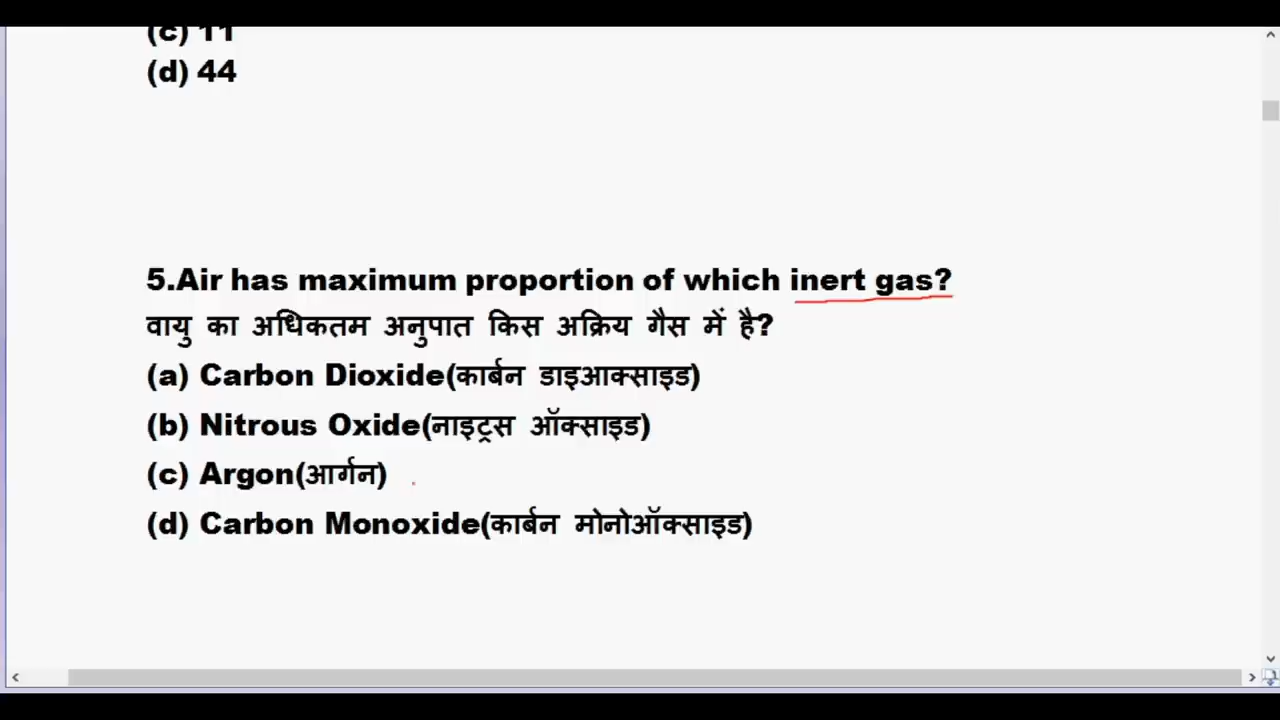 (c) 11
(d) 44
5.Air has maximum proportion of which inert gas?
वायु का अधिकतम अनुपात किस अक्रिय गैस में है?
(a) Carbon Dioxide(कार्बन डाइआक्साइड)
(b) Nitrous Oxide(नाइट्रस ऑक्साइड)
(c) Argon(आर्गन)
(d) Carbon Monoxide(कार्बन मोनोऑक्साइड)